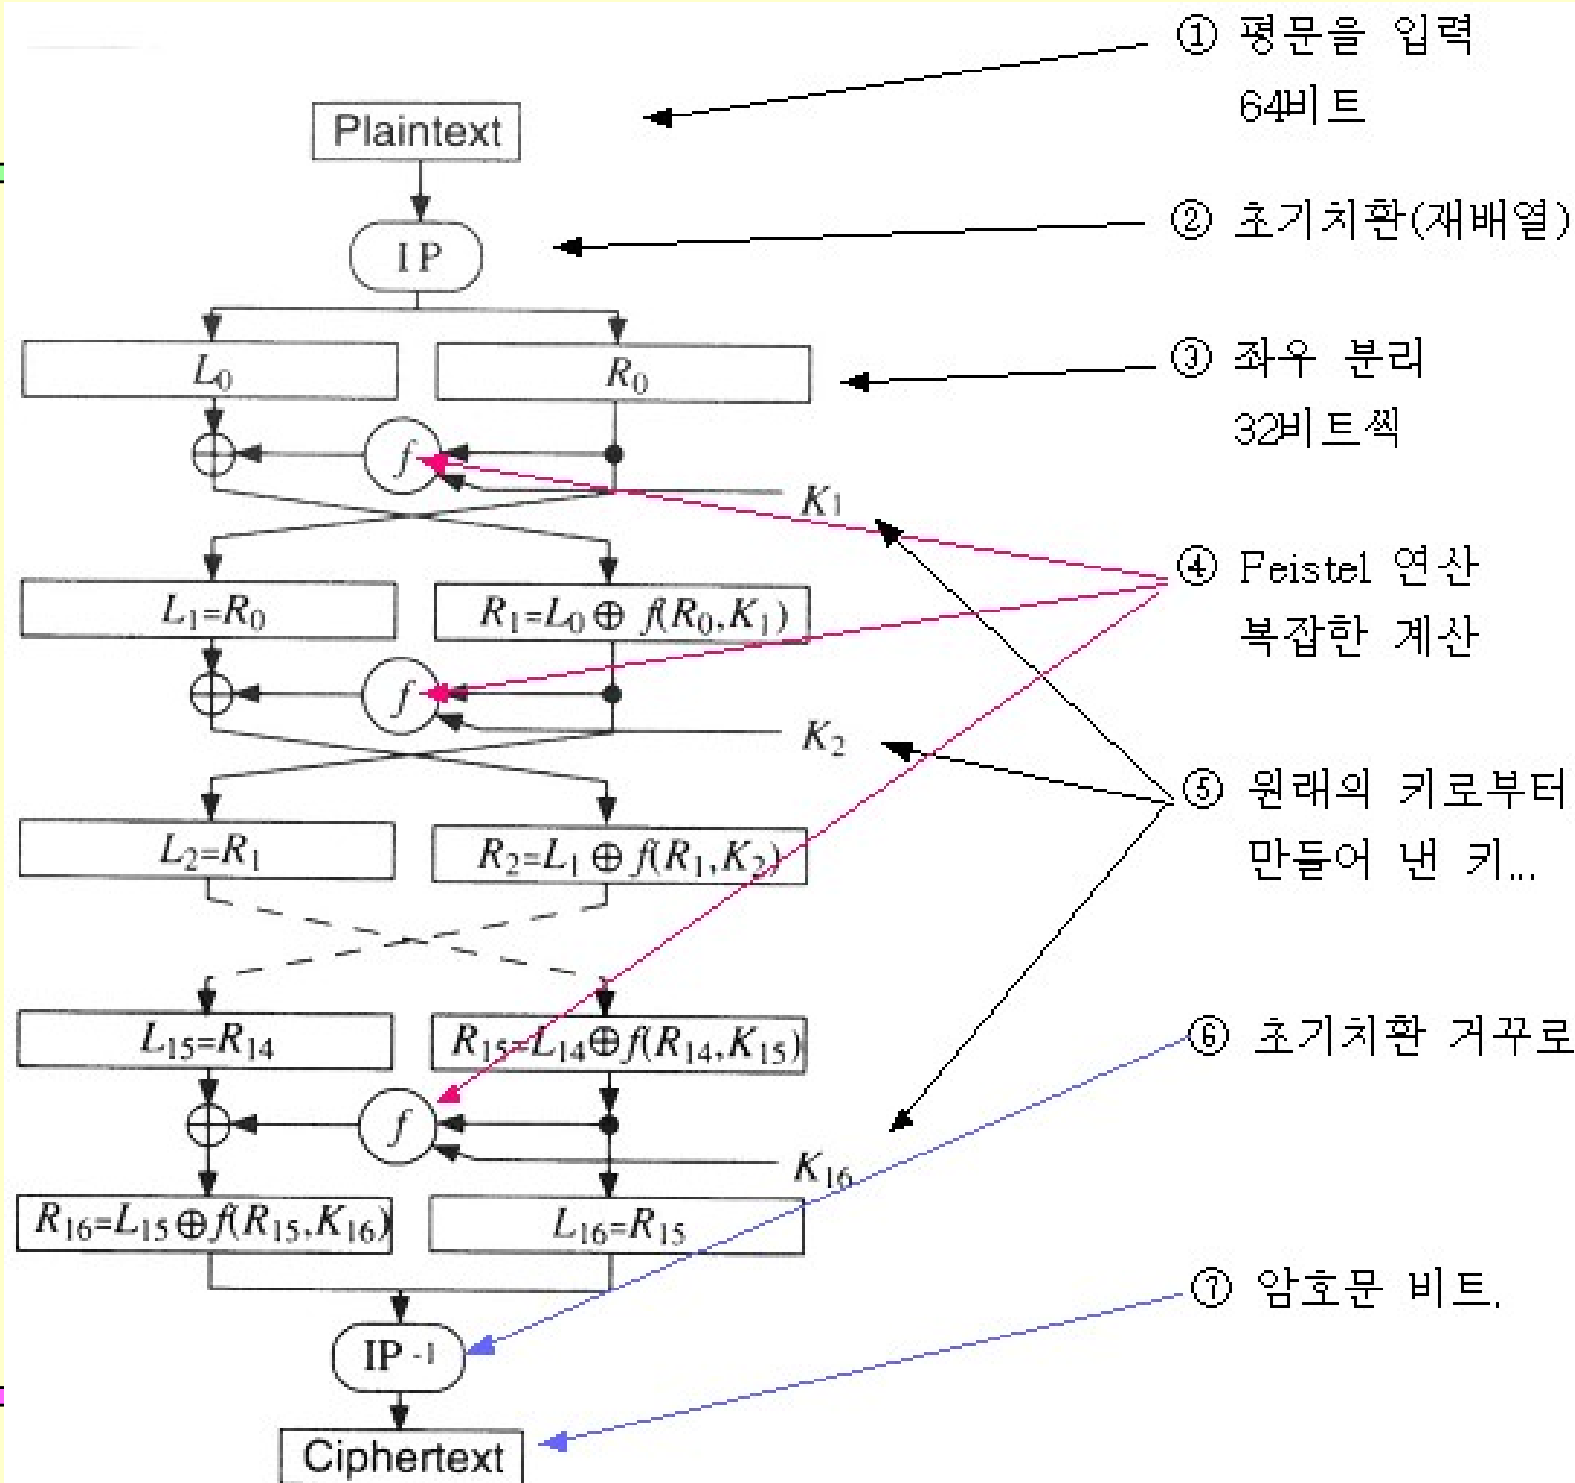 ① 평문을 입력
64비트
Plaintext
② 초기치환(재배열)
IP
③ 좌우 분리
32비트씩
L₀
R₀
f
K₁
④ Feistel 연산
복잡한 계산
L₁=R₀
R₁=L₀⊕f(R₀,K₁)
f
K₂
⑤ 원래의 키로부터
만들어 낸 키...
L₂=R₁
R₂=L₁⊕f(R₁,K₂)
⑥ 초기치환 거꾸로
L₁₅=R₁₄
R₁₅=L₁₄⊕f(R₁₄,K₁₅)
f
K₁₆
R₁₆=L₁₅⊕f(R₁₅,K₁₆)
L₁₆=R₁₅
⑦ 암호문 비트.
IP⁻¹
Ciphertext